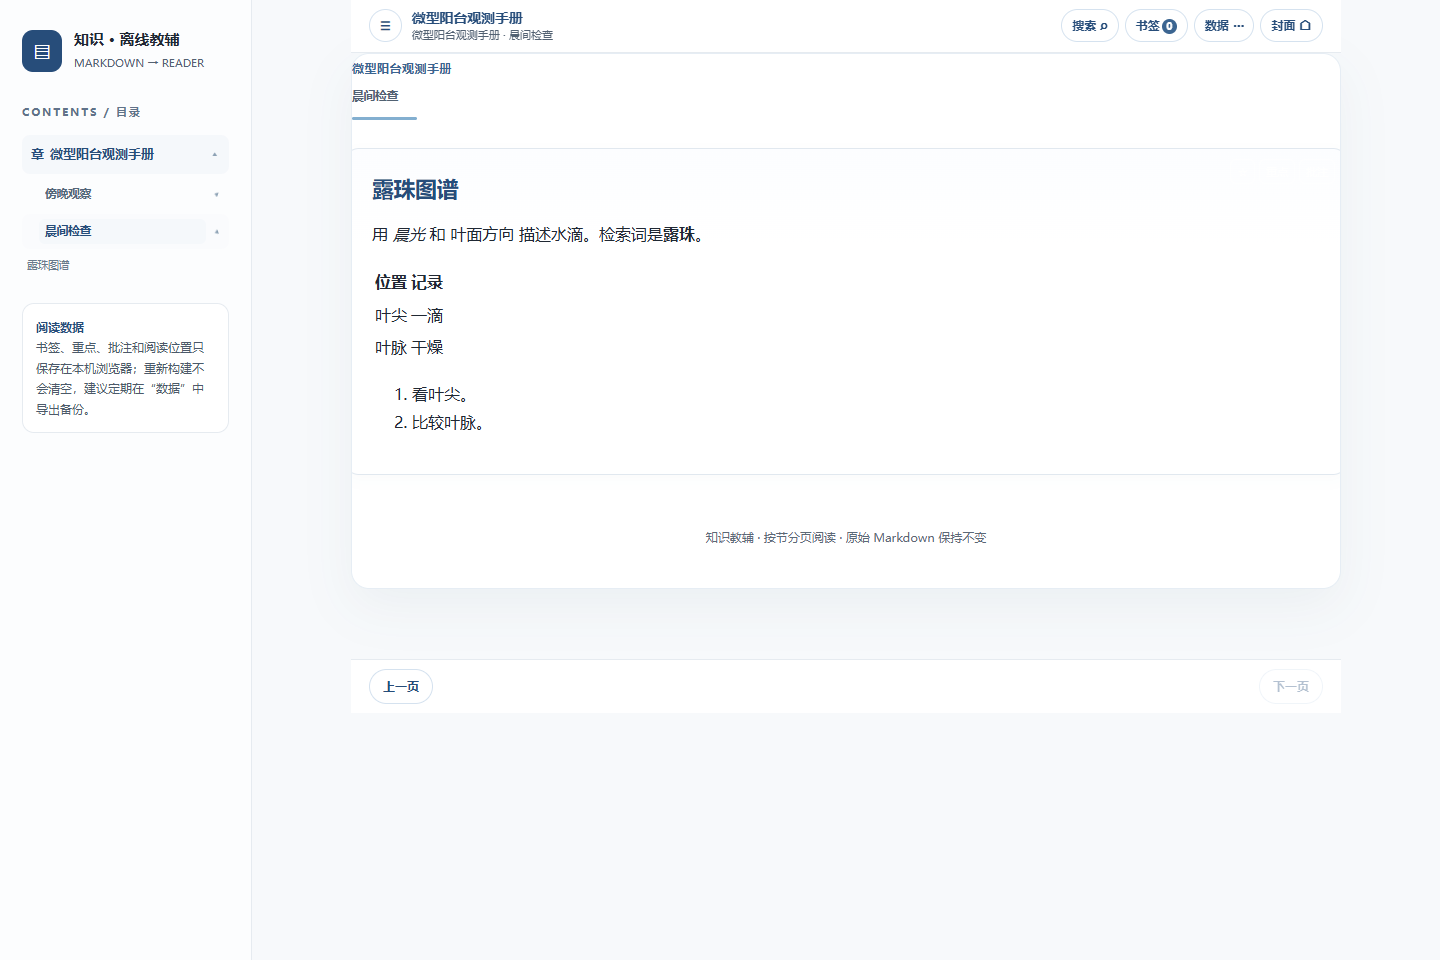 知识・离线教辅
MARKDOWN → READER
CONTENTS / 目录
章 微型阳台观测手册
傍晚观察
晨间检查
露珠图谱
阅读数据
书签、重点、批注和阅读位置只
保存在本机浏览器；重新构建不
会清空，建议定期在“数据”中
导出备份。
微型阳台观测手册
微型阳台观测手册 · 晨间检查
搜索
书签 0
数据 ···
封面
微型阳台观测手册
晨间检查
露珠图谱
用 晨光 和 叶面方向 描述水滴。检索词是露珠。
位置 记录
叶尖 一滴
叶脉 干燥
1. 看叶尖。
2. 比较叶脉。
知识教辅 · 按节分页阅读 · 原始 Markdown 保持不变
上一页
下一页